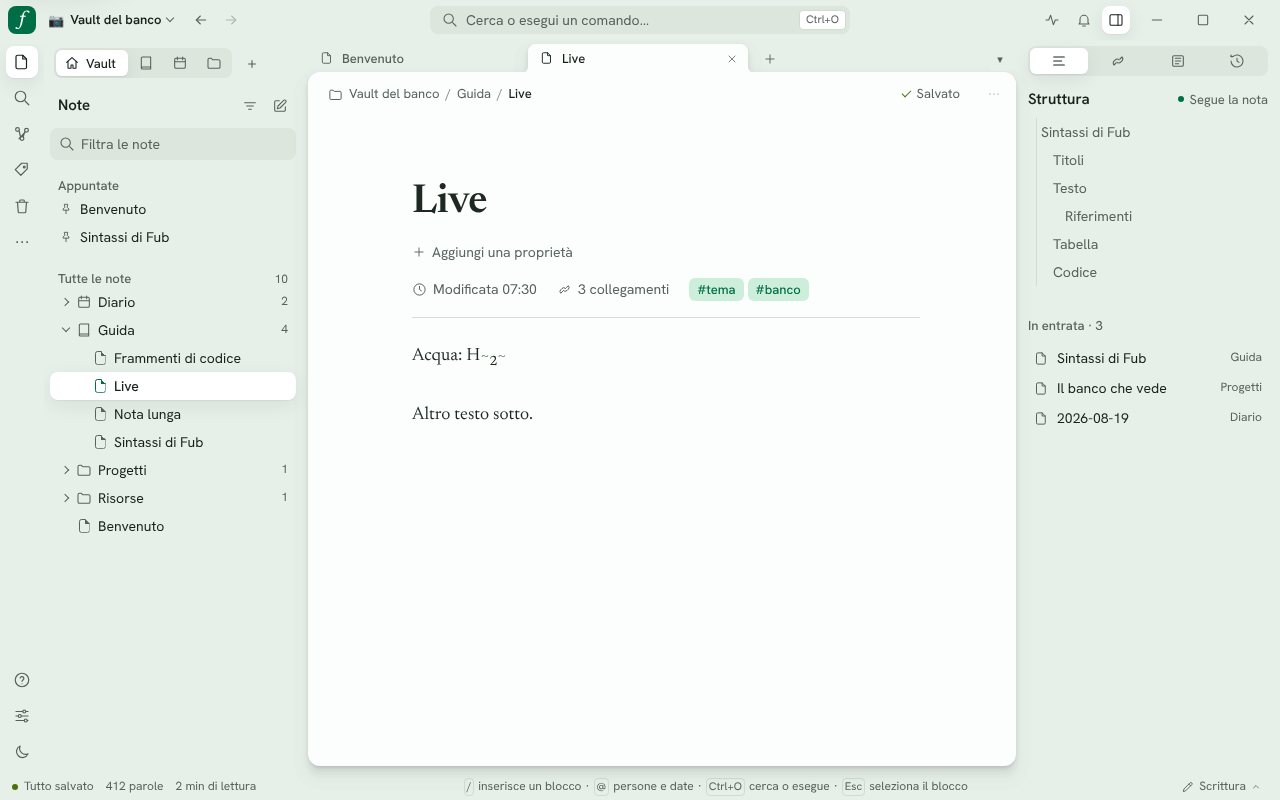 f
Vault del banco
Cerca o esegui un comando…
Ctrl+O
Vault
Benvenuto
Live
Note
Filtra le note
Appuntate
Benvenuto
Sintassi di Fub
Tutte le note 10
Diario 2
Guida 4
Frammenti di codice
Live
Nota lunga
Sintassi di Fub
Progetti 1
Risorse 1
Benvenuto
Vault del banco / Guida / Live
Salvato
Live
Aggiungi una proprietà
Modificata 07:30
3 collegamenti
#tema
#banco
Acqua: H~2~
Altro testo sotto.
Struttura
Segue la nota
Sintassi di Fub
Titoli
Testo
Riferimenti
Tabella
Codice
In entrata · 3
Sintassi di Fub Guida
Il banco che vede Progetti
2026-08-19 Diario
Tutto salvato 412 parole 2 min di lettura
/ inserisce un blocco · @ persone e date · Ctrl+O cerca o esegue · Esc seleziona il blocco
Scrittura